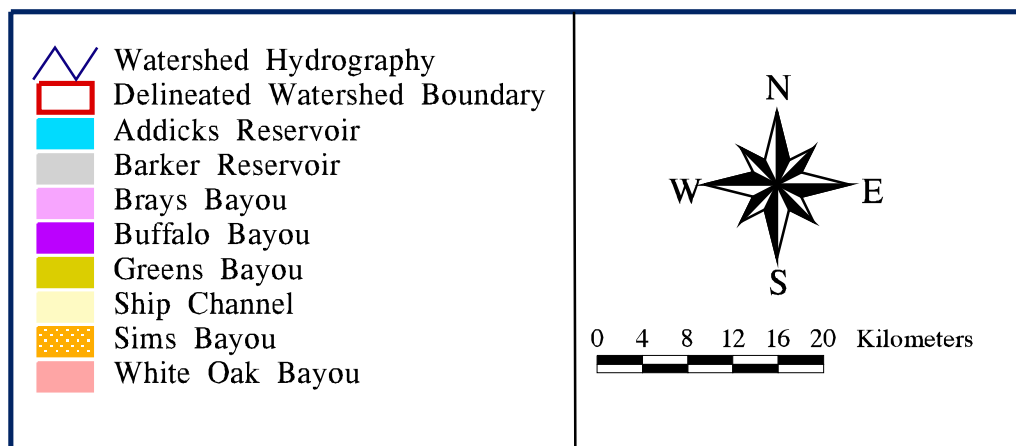 Watershed Hydrography
Delineated Watershed Boundary
Addicks Reservoir
Barker Reservoir
Brays Bayou
Buffalo Bayou
Greens Bayou
Ship Channel
Sims Bayou
White Oak Bayou
N
W E
S
0 4 8 12 16 20 Kilometers